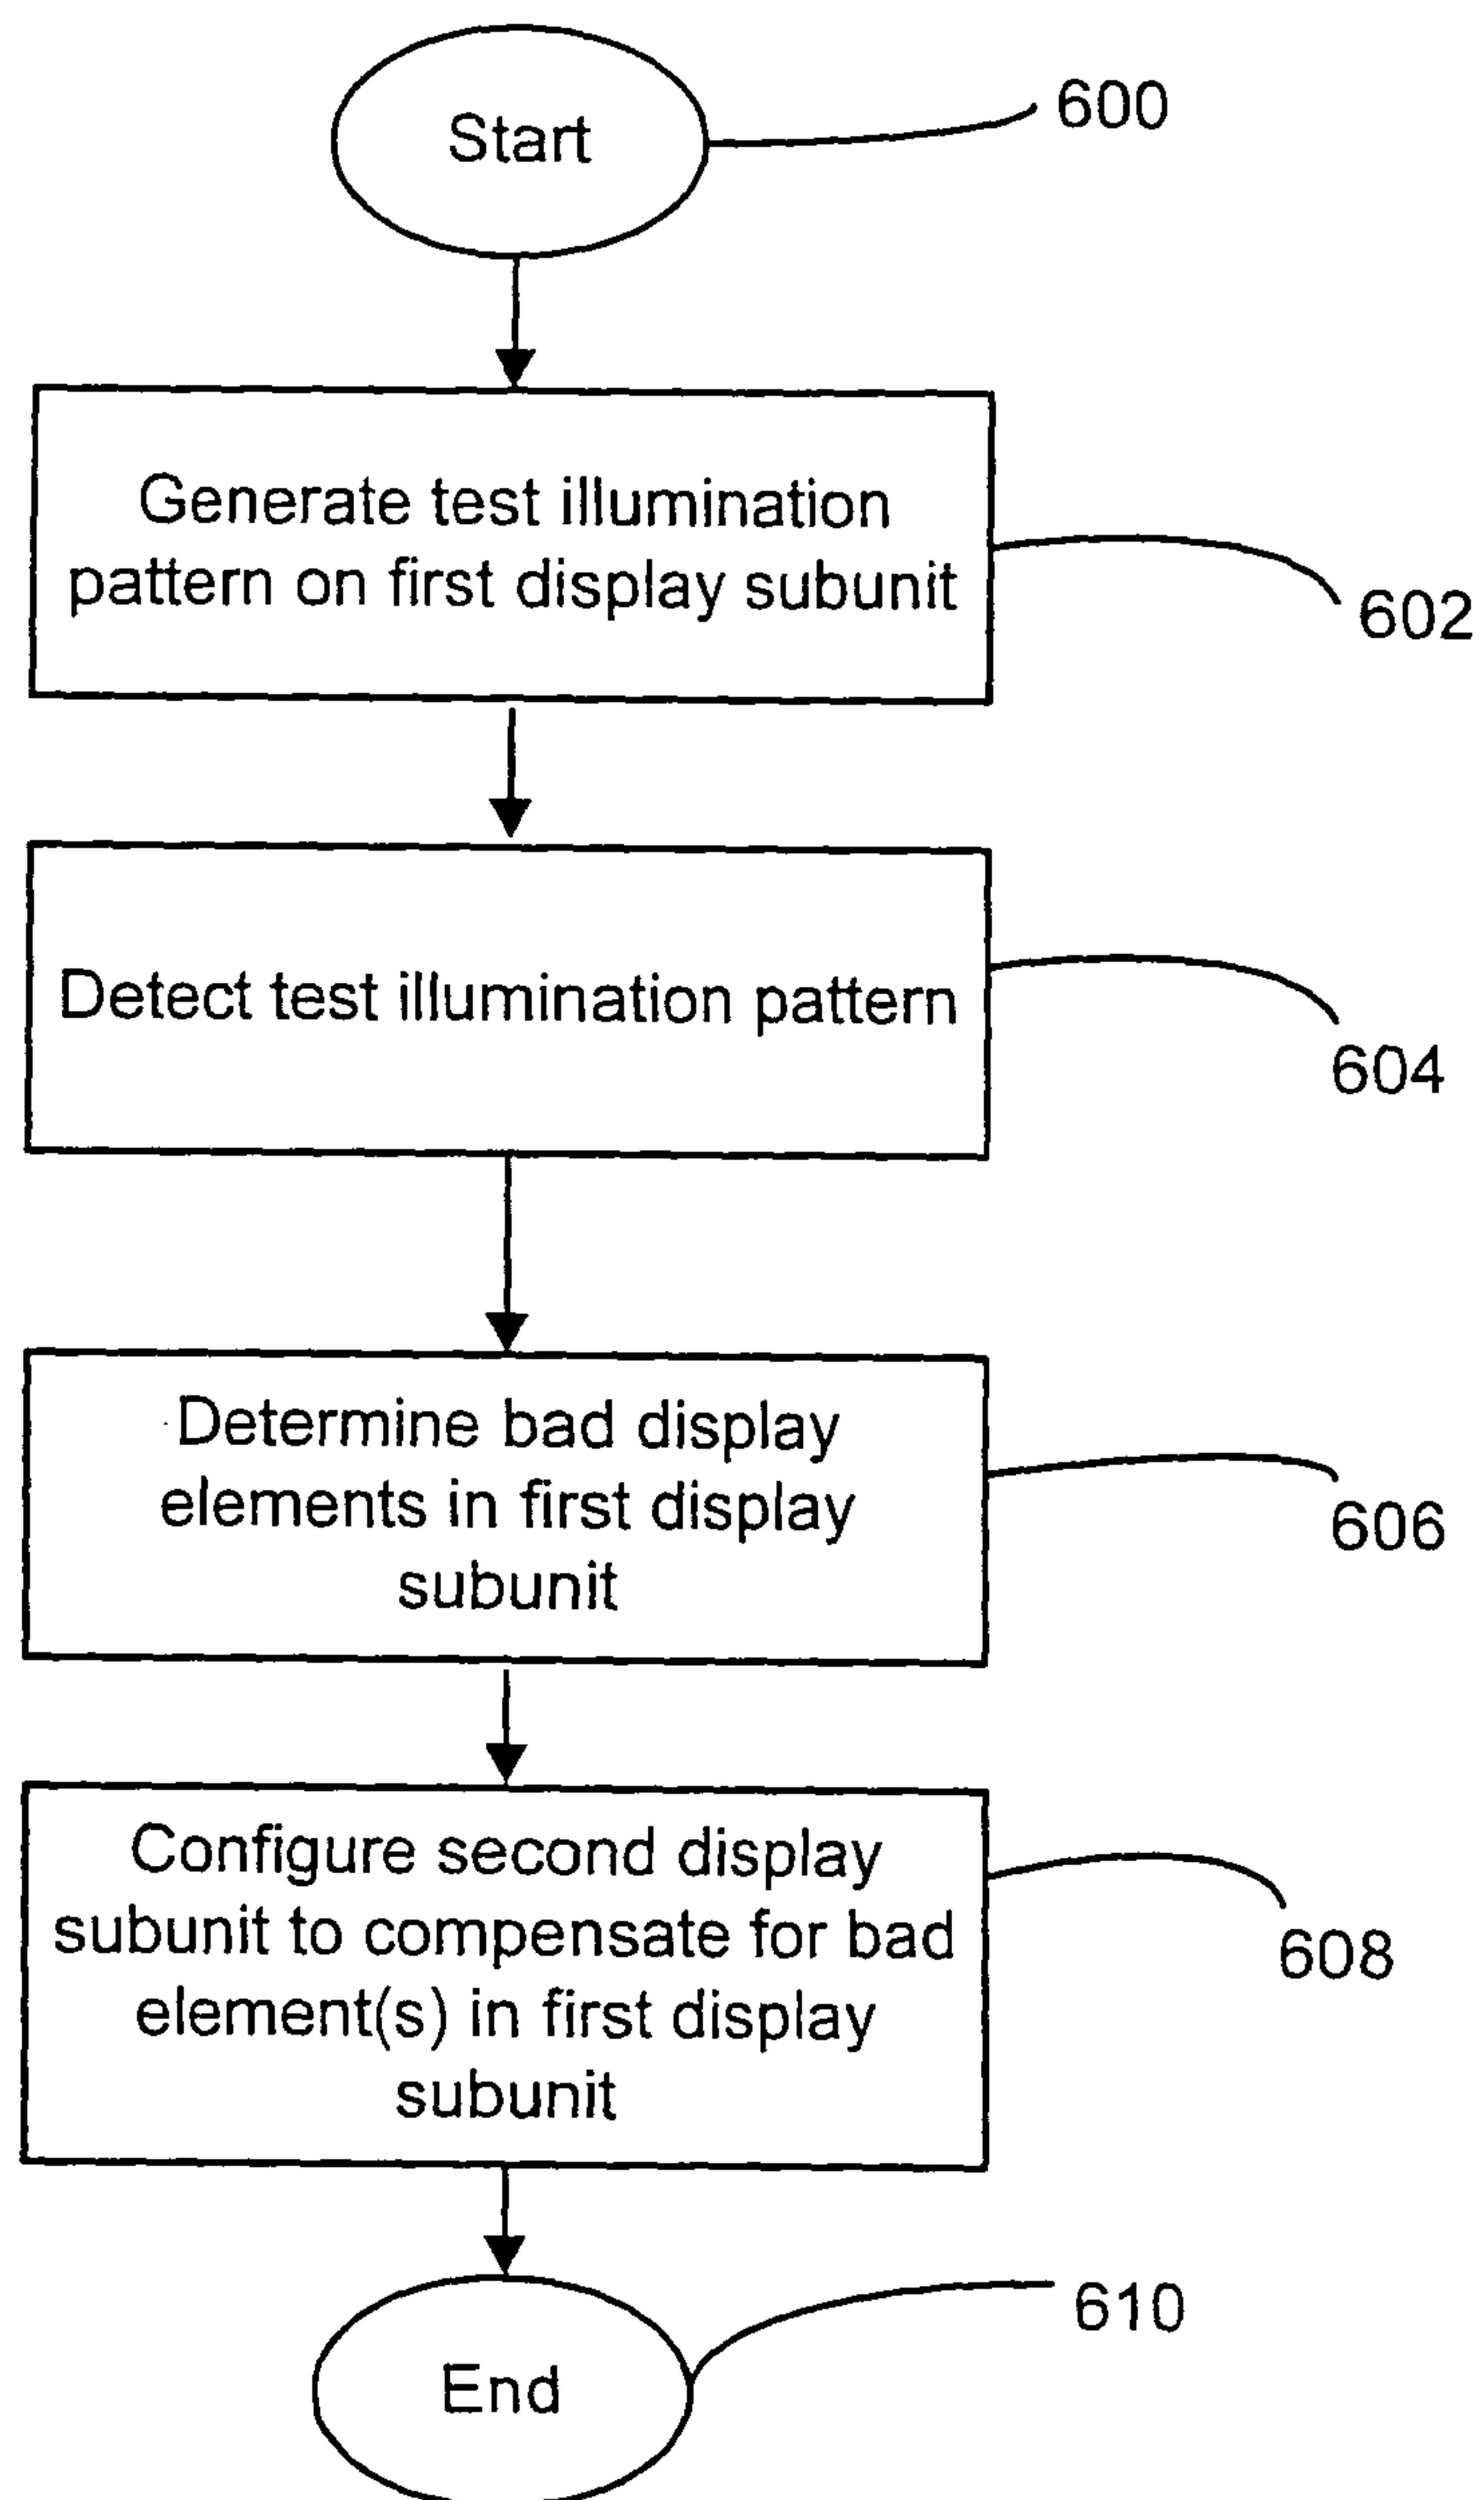 Start
600
Generate test illumination
pattern on first display subunit
602
Detect test illumination pattern
604
Determine bad display
elements in first display
subunit
606
Configure second display
subunit to compensate for bad
element(s) in first display
subunit
608
610
End